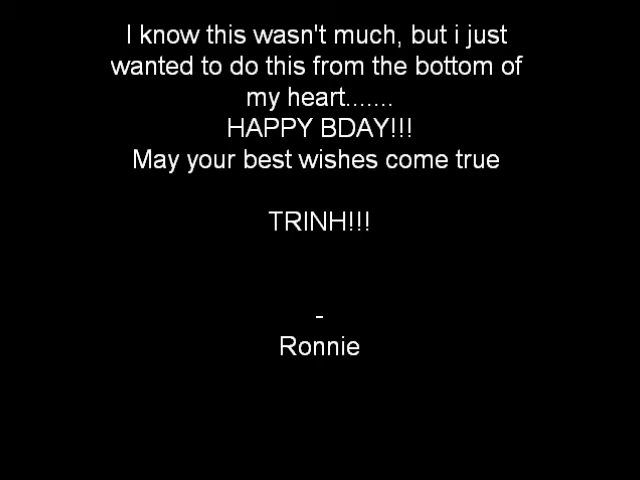 I know this wasn't much, but i just
wanted to do this from the bottom of
my heart.......
HAPPY BDAY!!!
May your best wishes come true
TRINH!!!
-
Ronnie